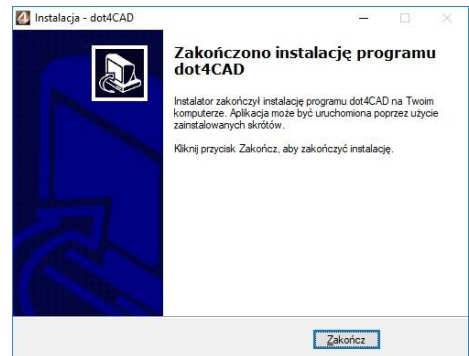 Instalacja - dot4CAD
Zakończono instalację programu
dot4CAD
Instalator zakończył instalację programu dot4CAD na Twoim
komputerze. Aplikacja może być uruchomiona poprzez użycie
zainstalowanych skrótów.
Kliknij przycisk Zakończ, aby zakończyć instalację.
Zakończ